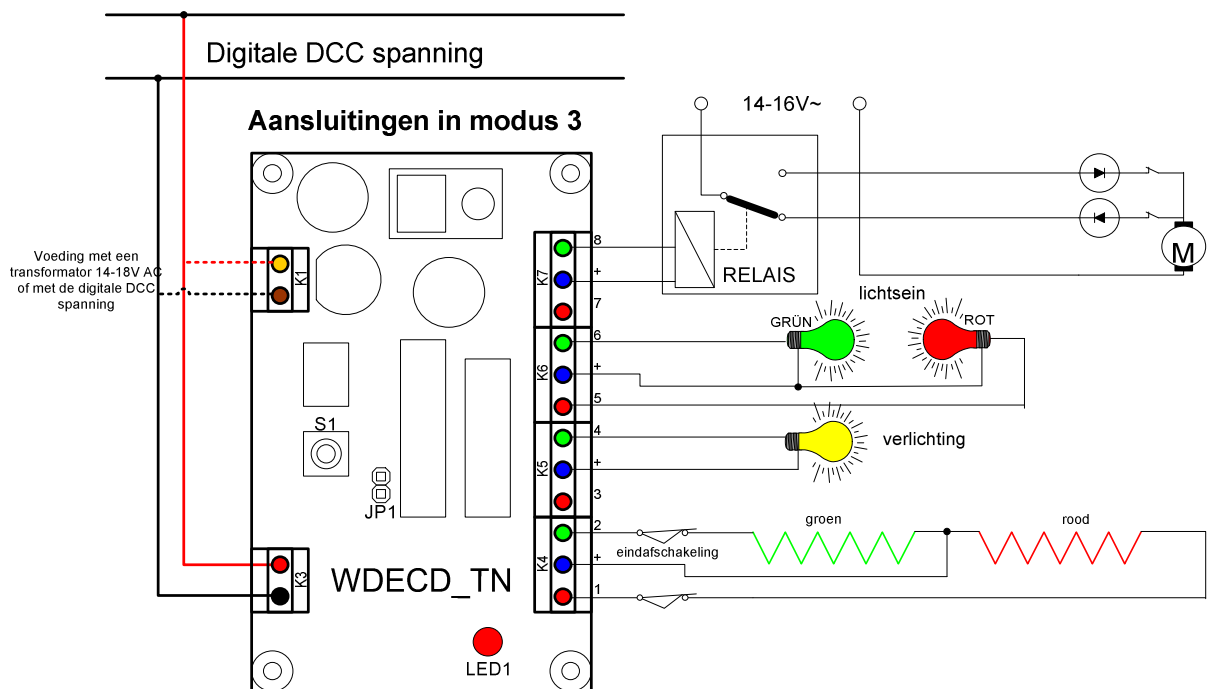 Digitale DCC spanning
Aansluitingen in modus 3
14-16V~
Voeding met een
transformator 14-18V AC
of met de digitale DCC
spanning
K1
K7
8
+
7
RELAIS
M
lichtsein
GRÜN
ROT
K6
6
+
5
S1
K5
4
+
3
verlichting
JP1
K4
2
+
1
eindafschakeling
groen
rood
K3
WDECD_TN
LED1